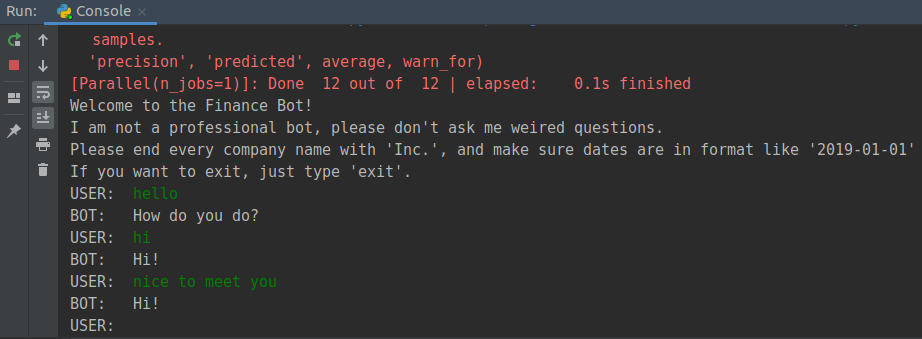 Run: Console ×
samples.
'precision', 'predicted', average, warn_for)
[Parallel(n_jobs=1)]: Done  12 out of  12 | elapsed:    0.1s finished
Welcome to the Finance Bot!
I am not a professional bot, please don't ask me weired questions.
Please end every company name with 'Inc.', and make sure dates are in format like '2019-01-01'
If you want to exit, just type 'exit'.
USER:  hello
BOT:   How do you do?
USER:  hi
BOT:   Hi!
USER:  nice to meet you
BOT:   Hi!
USER: